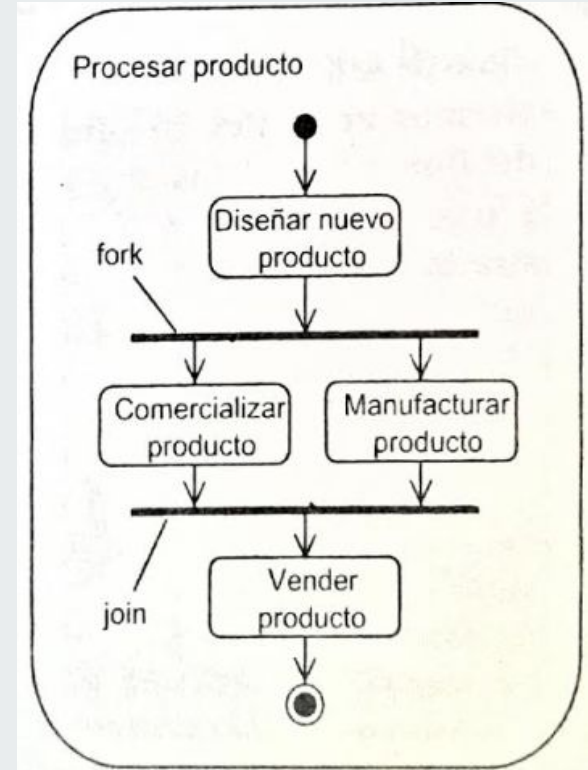 Procesar producto
Diseñar nuevo
producto
fork
Comercializar
producto
Manufacturar
producto
join
Vender
producto